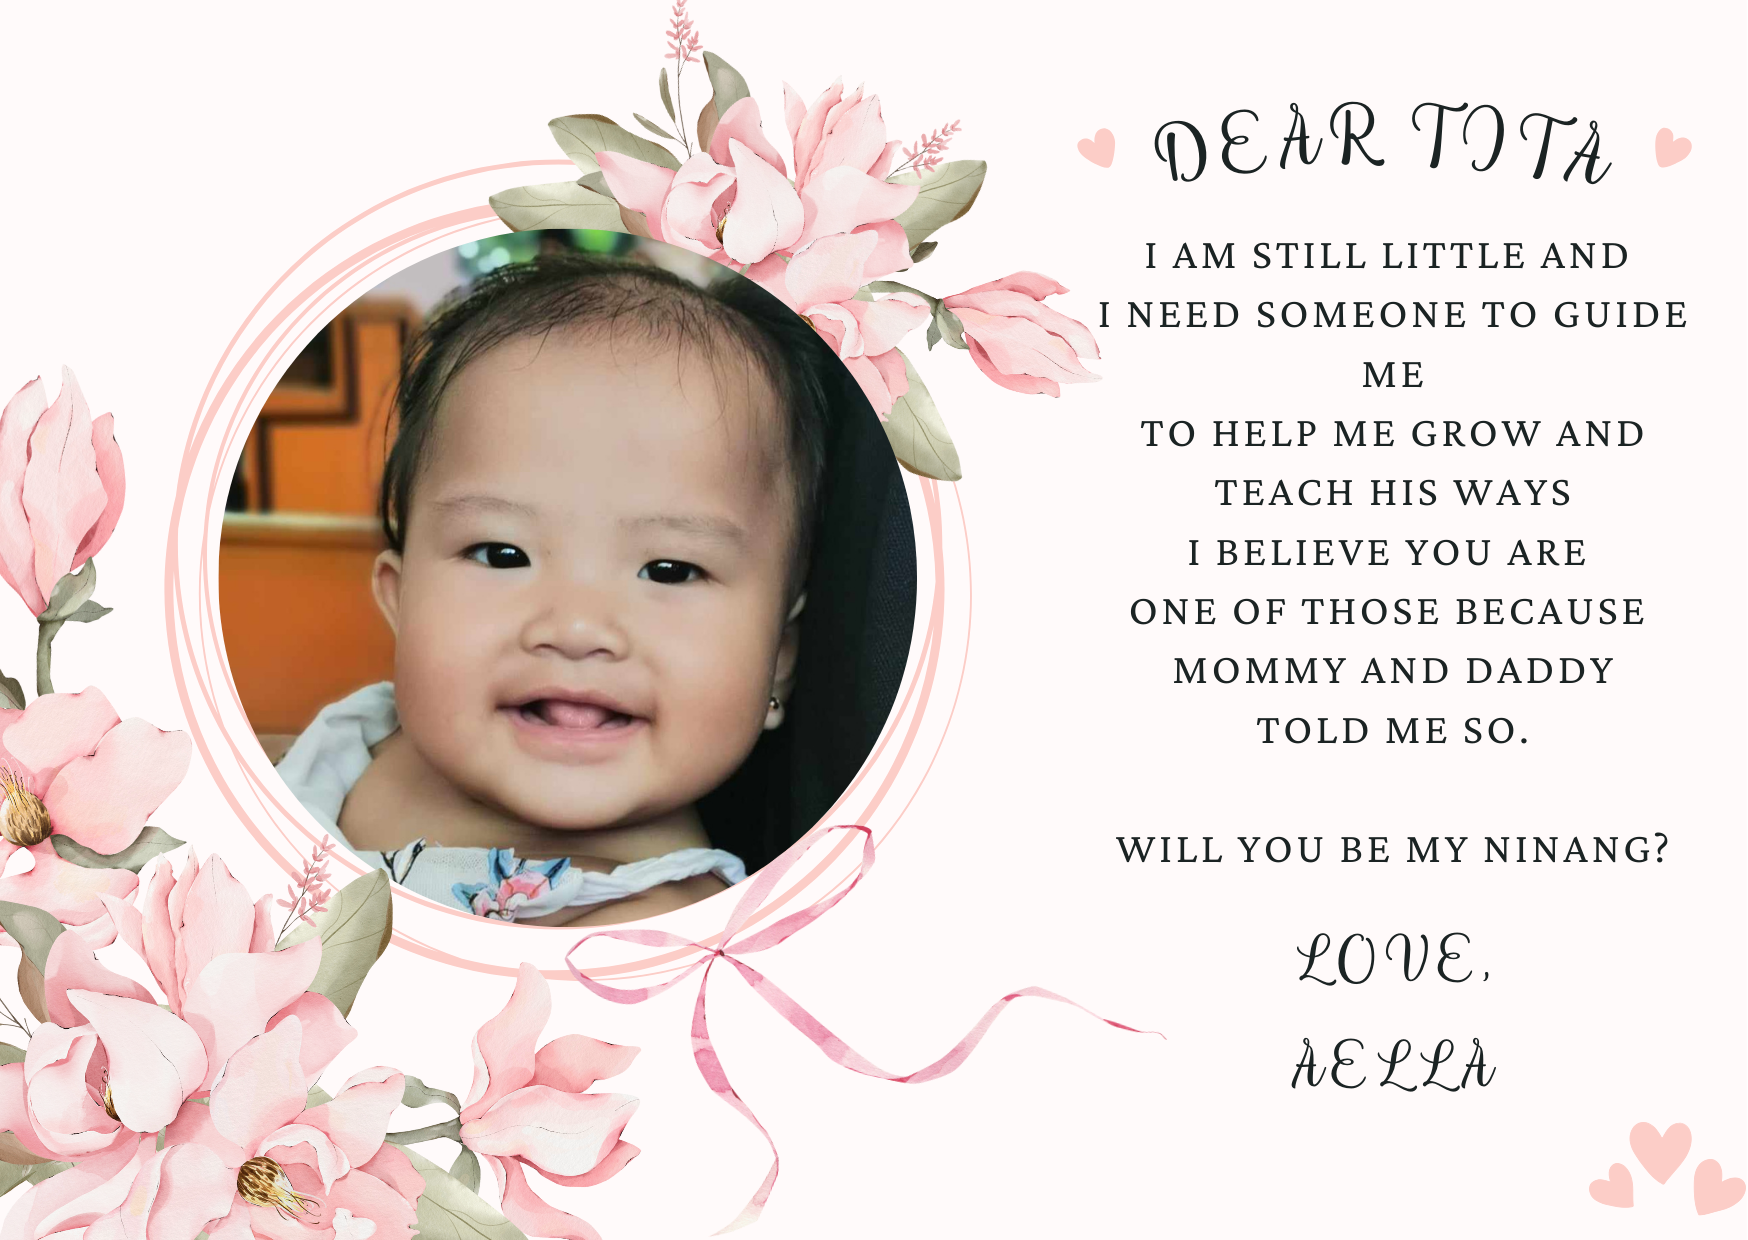 DEAR TITA
I AM STILL LITTLE AND
I NEED SOMEONE TO GUIDE
ME
TO HELP ME GROW AND
TEACH HIS WAYS
I BELIEVE YOU ARE
ONE OF THOSE BECAUSE
MOMMY AND DADDY
TOLD ME SO.
WILL YOU BE MY NINANG?
LOVE,
AELLA